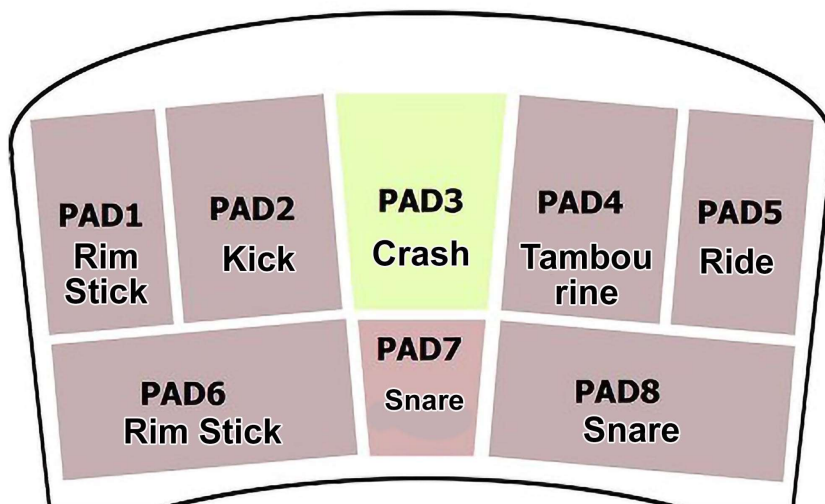 PAD1
Rim
Stick
PAD2
Kick
PAD3
Crash
PAD4
Tambou
rine
PAD5
Ride
PAD6
Rim Stick
PAD7
Snare
PAD8
Snare